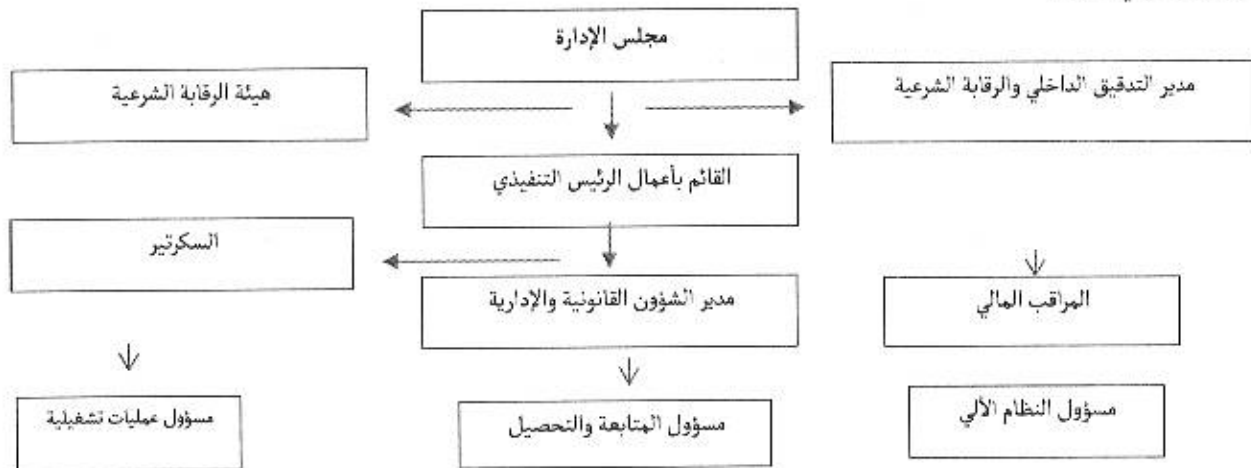 مجلس الإدارة
مدير التدقيق الداخلي والرقابة الشرعية
هيئة الرقابة الشرعية
القائم بأعمال الرئيس التنفيذي
السكرتير
المراقب المالي
مدير الشؤون القانونية والإدارية
مسؤول النظام الألي
مسؤول المتابعة والتحصيل
مسؤول عمليات تشغيلية